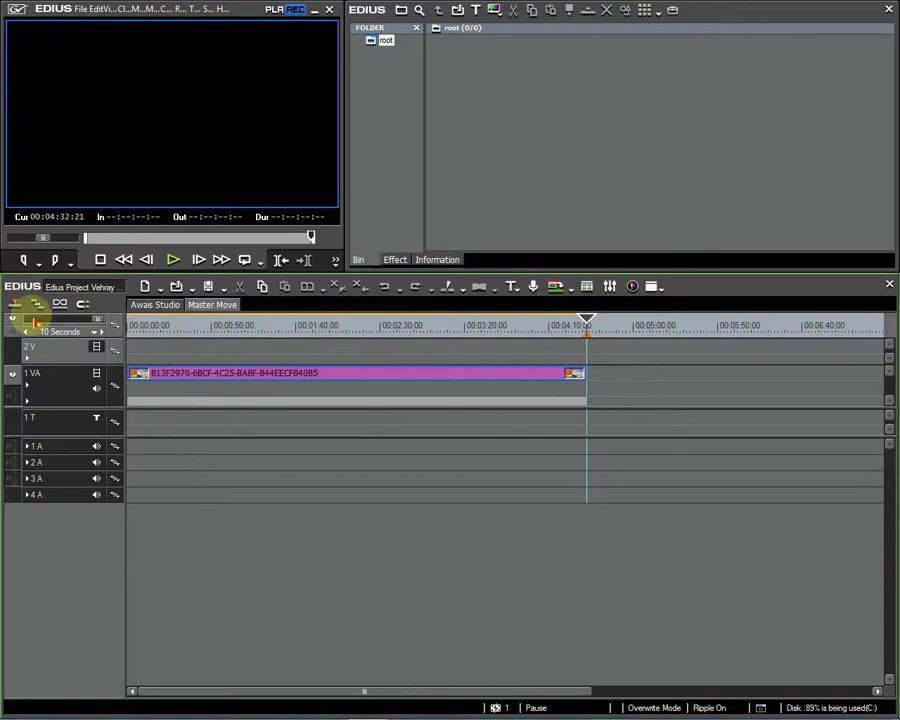 EDIUS File EditVi... Cl... M... M... C... R... T... S... H... PLR REC
Cur 00:04:32:21 In --:--:--:-- Out --:--:--:-- Dur --:--:--:--
EDIUS
FOLDER
root (0/0)
root
Bin Effect Information
EDIUS Edius Project Vehray ...
Awais Studio Master Move
10 Seconds
00:00:00:00 00:00:50:00 00:01:40:00 00:02:30:00 00:03:20:00 00:04:10:00 00:05:00:00 00:05:50:00 00:06:40:00
2 V
1 VA
813F2970-6BCF-4C25-BA8F-844EECF840B5
1 T T
1 A
2 A
3 A
4 A
1 Pause Overwrite Mode Ripple On Disk :89% is being used(C:)